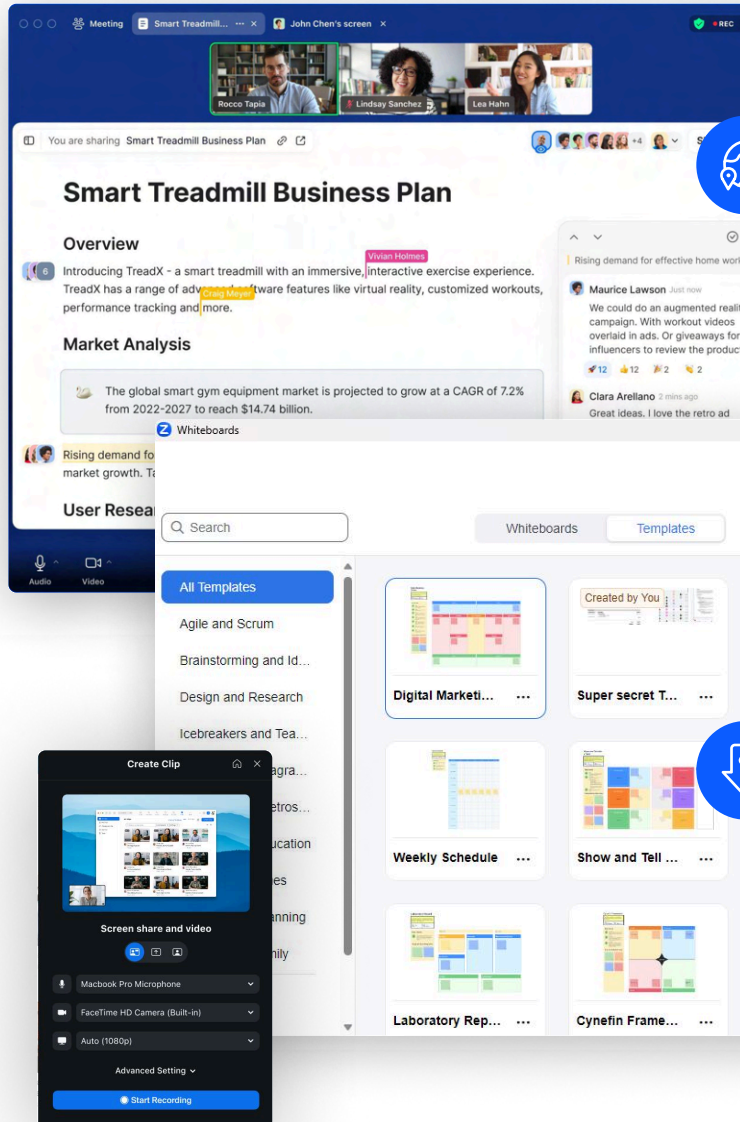 Meeting
Smart Treadmill... ... ×
John Chen's screen ×
REC
Rocco Tapia
Lindsay Sanchez
Lea Hahn
You are sharing Smart Treadmill Business Plan
+4
Smart Treadmill Business Plan
Overview
Vivian Holmes
6
Introducing TreadX - a smart treadmill with an immersive, interactive exercise experience.
TreadX has a range of software features like virtual reality, customized workouts,
Craig Meyer
performance tracking and more.
Market Analysis
The global smart gym equipment market is projected to grow at a CAGR of 7.2%
from 2022-2027 to reach $14.74 billion.
Rising demand fo
market growth. Ta
User Resea
Audio
Video
Rising demand for effective home work
Maurice Lawson Just now
We could do an augmented realit
campaign. With workout videos
overlaid in ads. Or giveaways for
influencers to review the product
12 12 2 2
Clara Arellano 2 mins ago
Great ideas. I love the retro ad
Whiteboards
Search
Whiteboards
Templates
All Templates
Agile and Scrum
Brainstorming and Id...
Design and Research
Icebreakers and Tea...
agra...
etros...
ucation
es
anning
nily
Digital Marketi... ...
Created by You
Super secret T... ...
Weekly Schedule ...
Show and Tell ... ...
Laboratory Rep... ...
Cynefin Frame... ...
Create Clip ×
Screen share and video
Macbook Pro Microphone
FaceTime HD Camera (Built-in)
Auto (1080p)
Advanced Setting
Start Recording